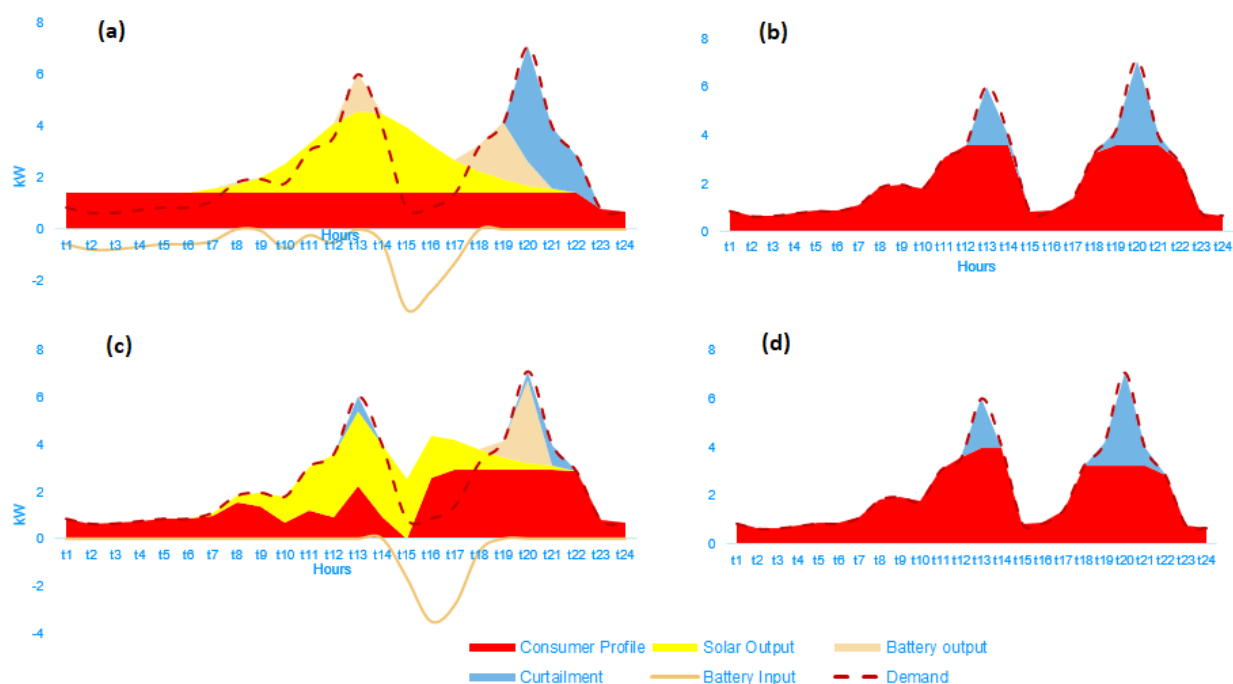 (a)
8
6
4
2
0
-2
kW
t1 t2 t3 t4 t5 t6 t7 t8 t9 t10 t11 t12 t13 t14 t15 t16 t17 t18 t19 t20 t21 t22 t23 t24
Hours
(b)
8
6
4
2
0
t1 t2 t3 t4 t5 t6 t7 t8 t9 t10 t11 t12 t13 t14 t15 t16 t17 t18 t19 t20 t21 t22 t23 t24
Hours
(c)
8
6
4
2
0
-2
-4
kW
t1 t2 t3 t4 t5 t6 t7 t8 t9 t10 t11 t12 t13 t14 t15 t16 t17 t18 t19 t20 t21 t22 t23 t24
Hours
(d)
8
6
4
2
0
t1 t2 t3 t4 t5 t6 t7 t8 t9 t10 t11 t12 t13 t14 t15 t16 t17 t18 t19 t20 t21 t22 t23 t24
Consumer Profile Solar Output Battery output
Curtailment Battery Input Demand